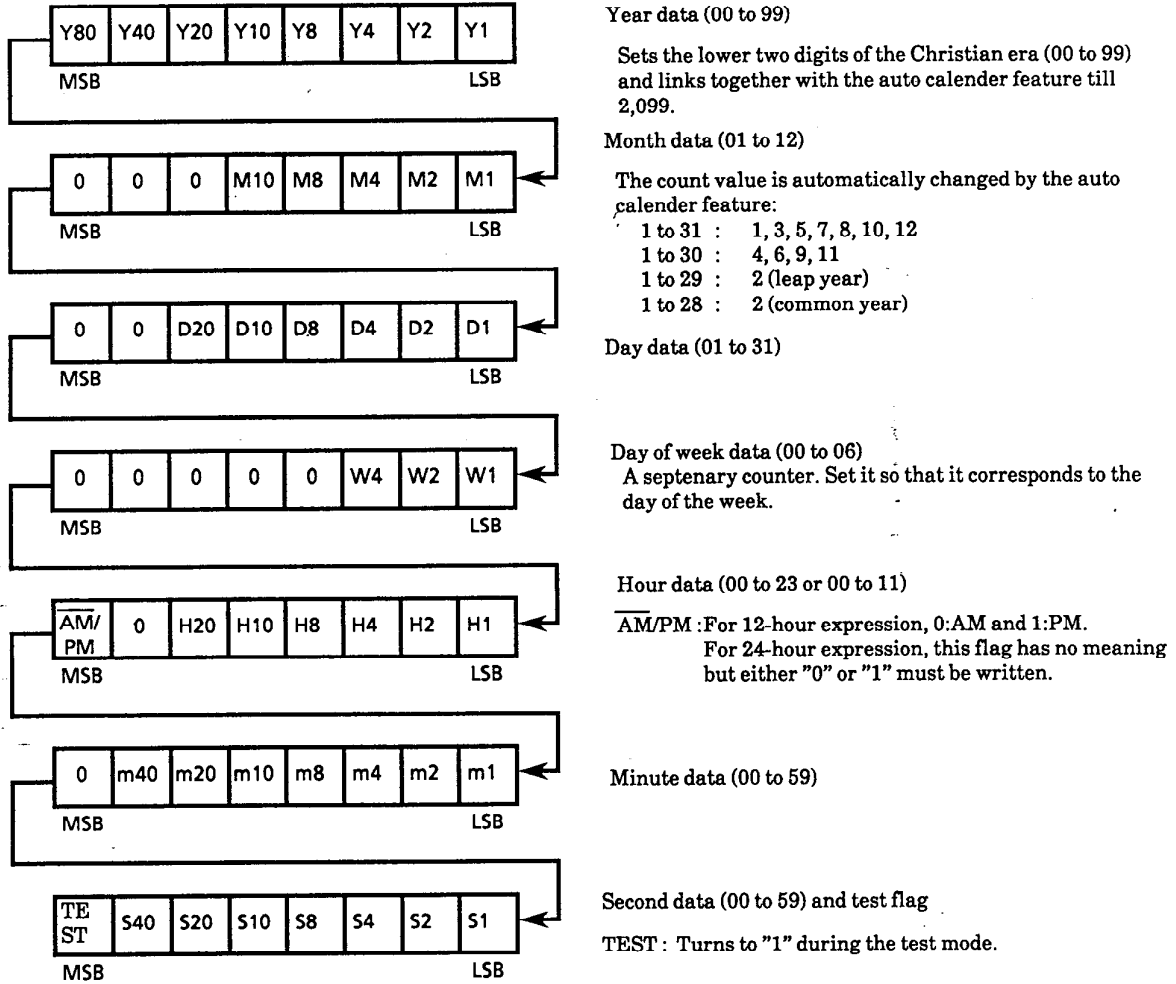 Y80 Y40 Y20 Y10 Y8 Y4 Y2 Y1
MSB LSB
Year data (00 to 99)
Sets the lower two digits of the Christian era (00 to 99)
and links together with the auto calender feature till
2,099.
0 0 0 M10 M8 M4 M2 M1
MSB LSB
Month data (01 to 12)
The count value is automatically changed by the auto
calender feature:
1 to 31 : 1, 3, 5, 7, 8, 10, 12
1 to 30 : 4, 6, 9, 11
1 to 29 : 2 (leap year)
1 to 28 : 2 (common year)
0 0 D20 D10 D8 D4 D2 D1
MSB LSB
Day data (01 to 31)
0 0 0 0 0 W4 W2 W1
MSB LSB
Day of week data (00 to 06)
A septenary counter. Set it so that it corresponds to the
day of the week.
A̅M̅/
PM 0 H20 H10 H8 H4 H2 H1
MSB LSB
Hour data (00 to 23 or 00 to 11)
A̅M̅/PM :For 12-hour expression, 0:AM and 1:PM.
For 24-hour expression, this flag has no meaning
but either "0" or "1" must be written.
0 m40 m20 m10 m8 m4 m2 m1
MSB LSB
Minute data (00 to 59)
TE
ST S40 S20 S10 S8 S4 S2 S1
MSB LSB
Second data (00 to 59) and test flag
TEST : Turns to "1" during the test mode.